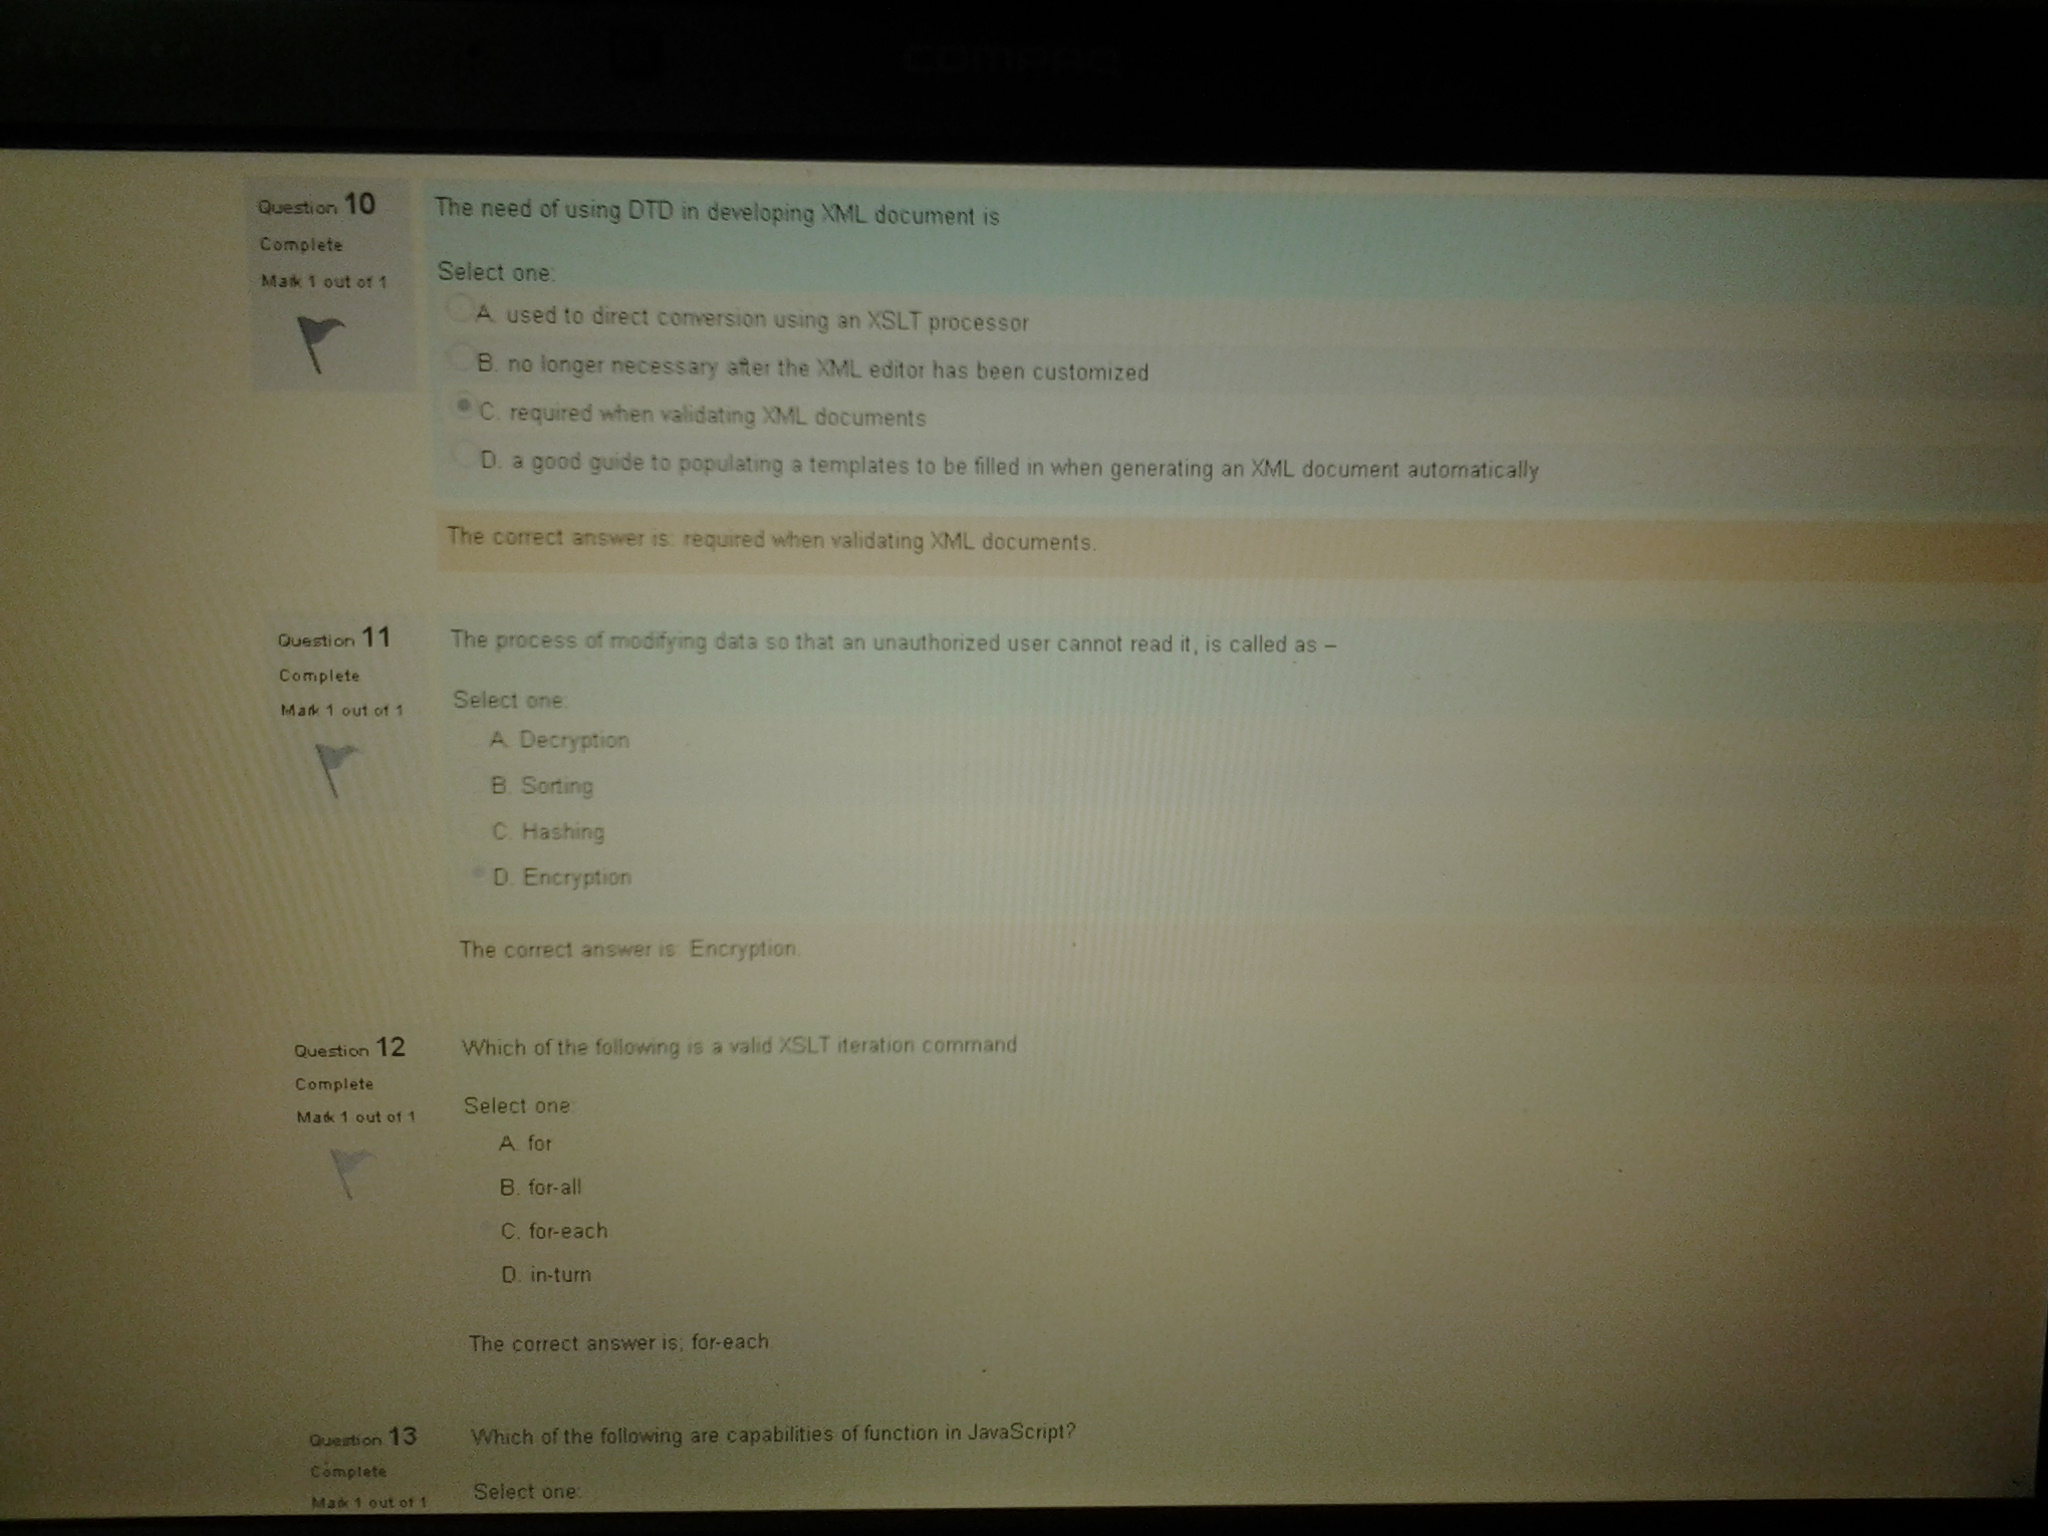 COMPAQ
Question 10
Complete
Mark 1 out of 1
The need of using DTD in developing XML document is
Select one:
A. used to direct conversion using an XSLT processor
B. no longer necessary after the XML editor has been customized
C. required when validating XML documents
D. a good guide to populating a templates to be filled in when generating an XML document automatically
The correct answer is: required when validating XML documents.
Question 11
Complete
Mark 1 out of 1
The process of modifying data so that an unauthorized user cannot read it, is called as –
Select one:
A. Decryption
B. Sorting
C. Hashing
D. Encryption
The correct answer is: Encryption.
Question 12
Complete
Mark 1 out of 1
Which of the following is a valid XSLT iteration command
Select one:
A. for
B. for-all
C. for-each
D. in-turn
The correct answer is: for-each
Question 13
Complete
Mark 1 out of 1
Which of the following are capabilities of function in JavaScript?
Select one: